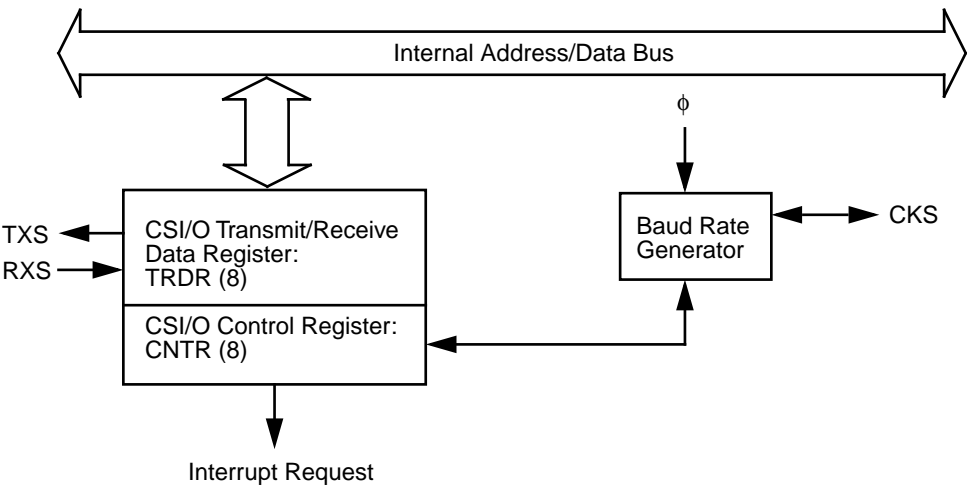 Internal Address/Data Bus
ϕ
TXS
RXS
CSI/O Transmit/Receive
Data Register:
TRDR (8)
Baud Rate
Generator
CKS
CSI/O Control Register:
CNTR (8)
Interrupt Request